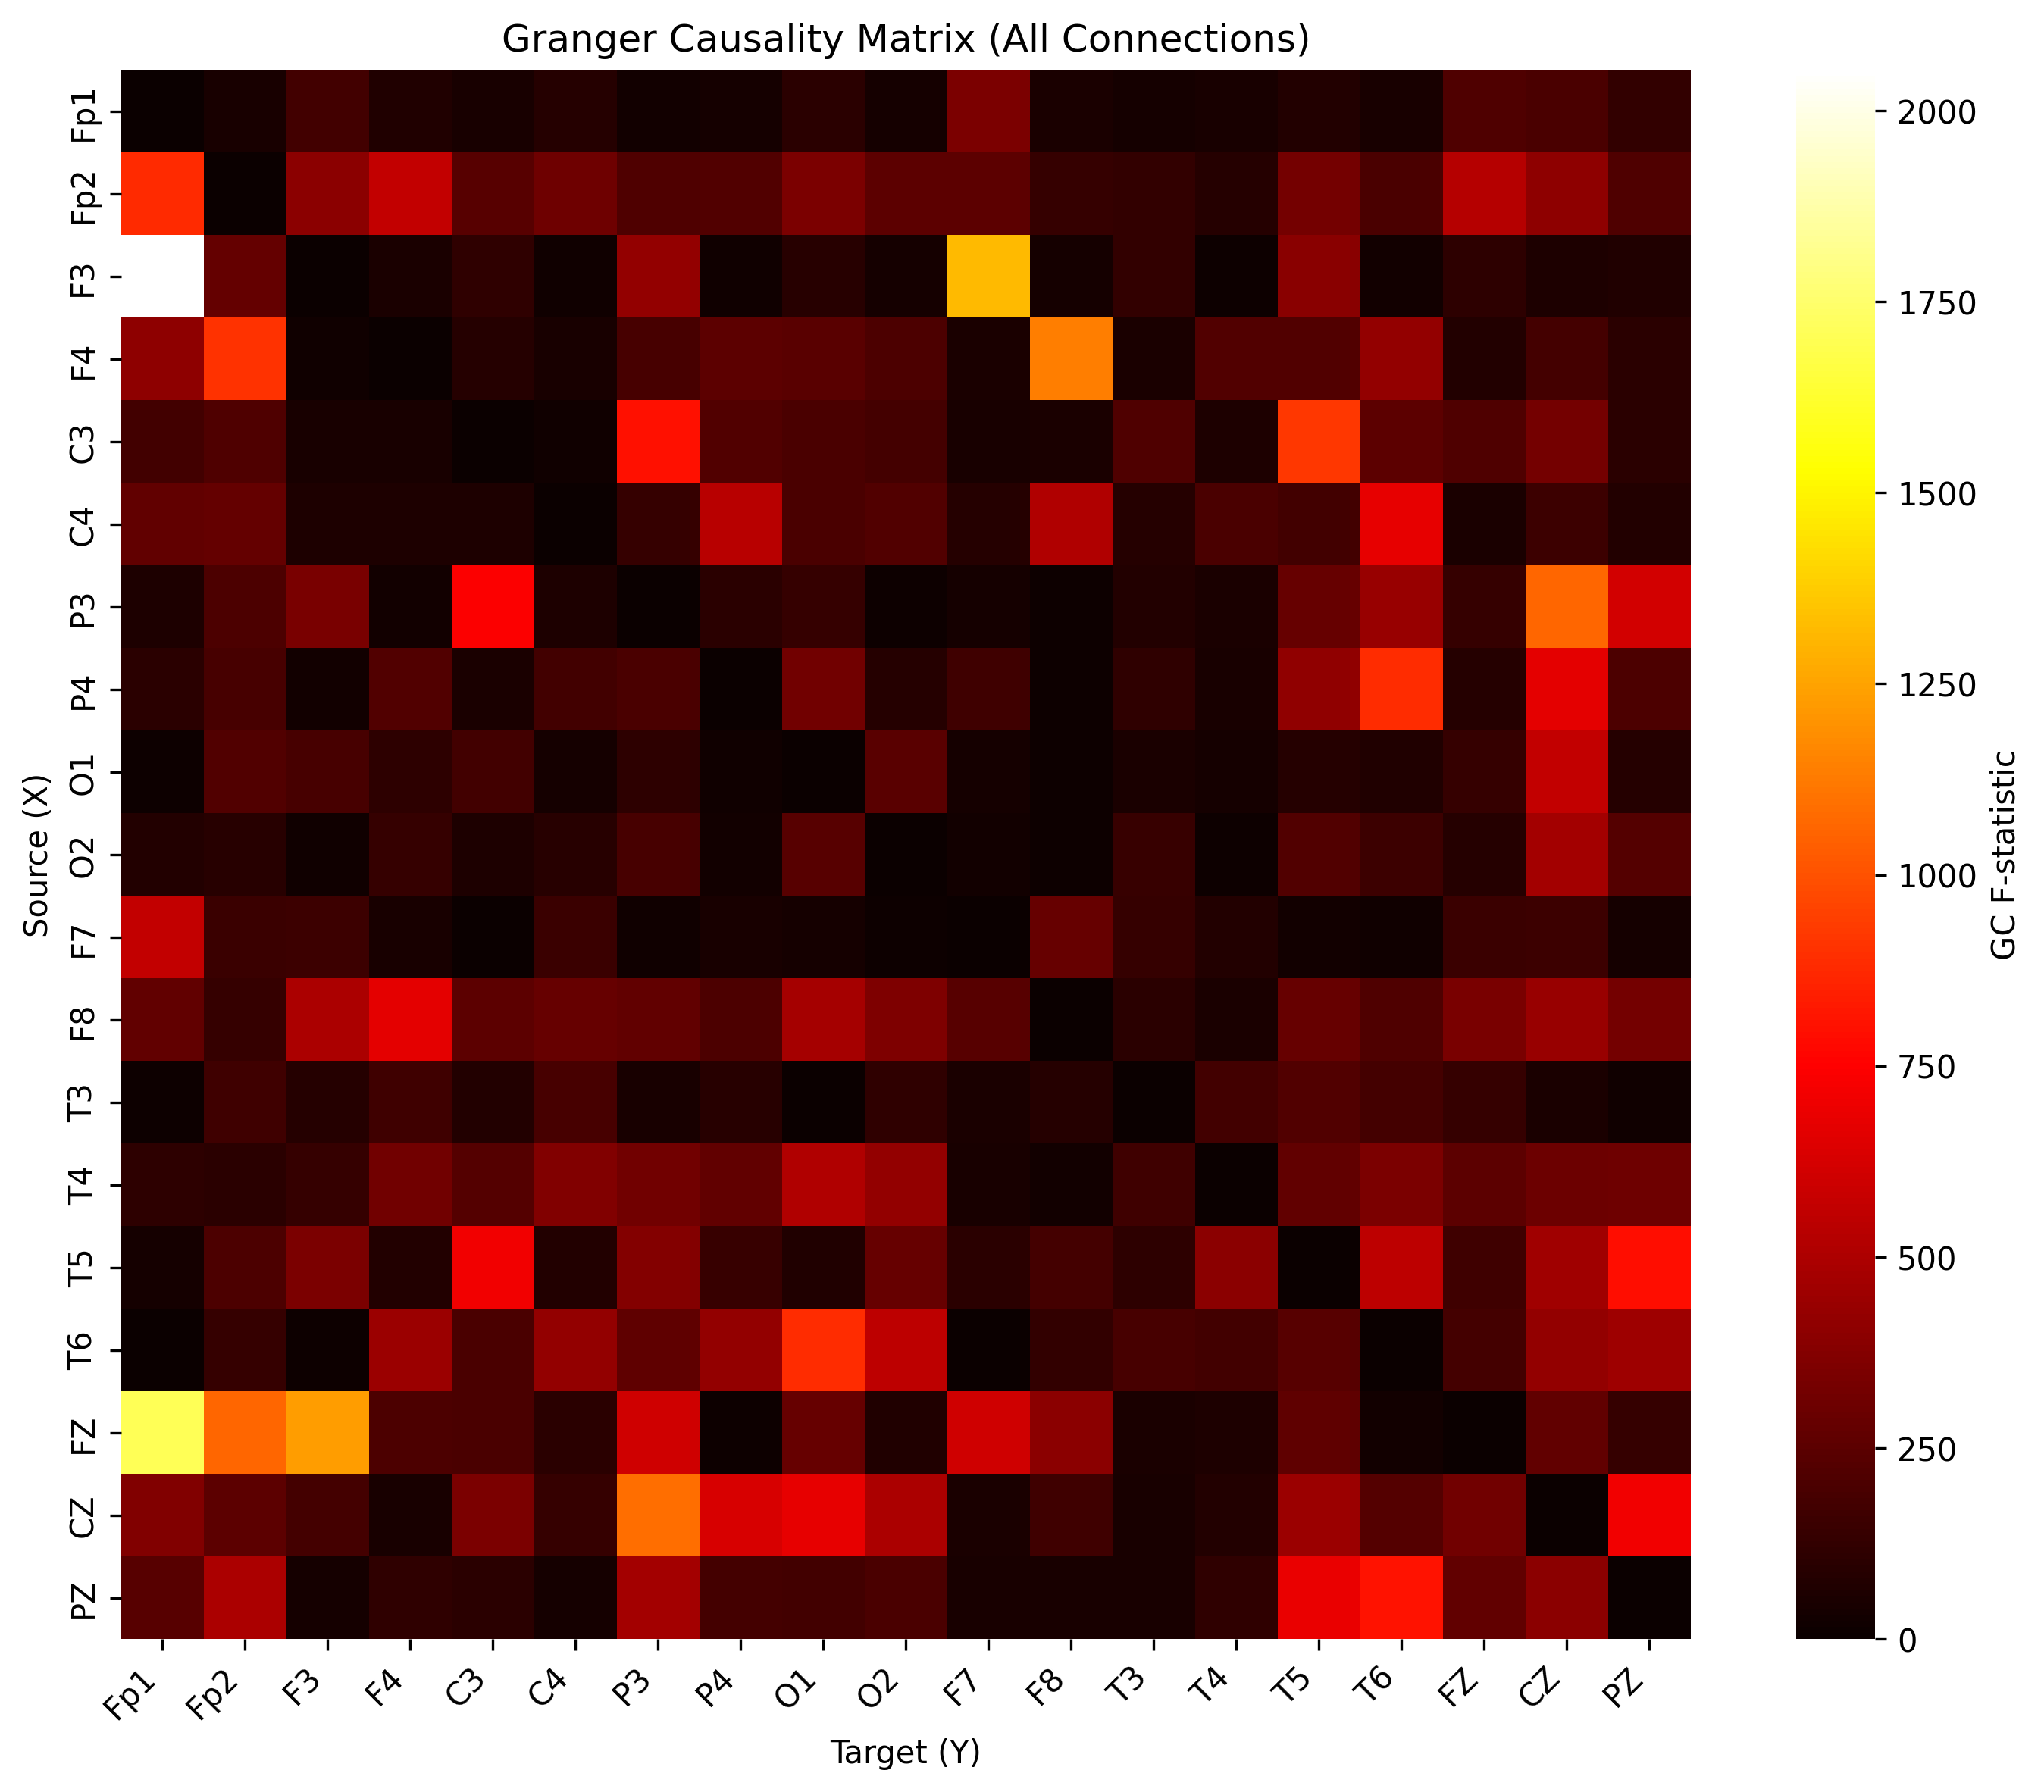 Granger Causality Matrix (All Connections)
Source (X)
Fp1
Fp2
F3
F4
C3
C4
P3
P4
O1
O2
F7
F8
T3
T4
T5
T6
FZ
CZ
PZ
Fp1 Fp2 F3 F4 C3 C4 P3 P4 O1 O2 F7 F8 T3 T4 T5 T6 FZ CZ PZ
Target (Y)
2000
1750
1500
1250
1000
750
500
250
0
GC F-statistic